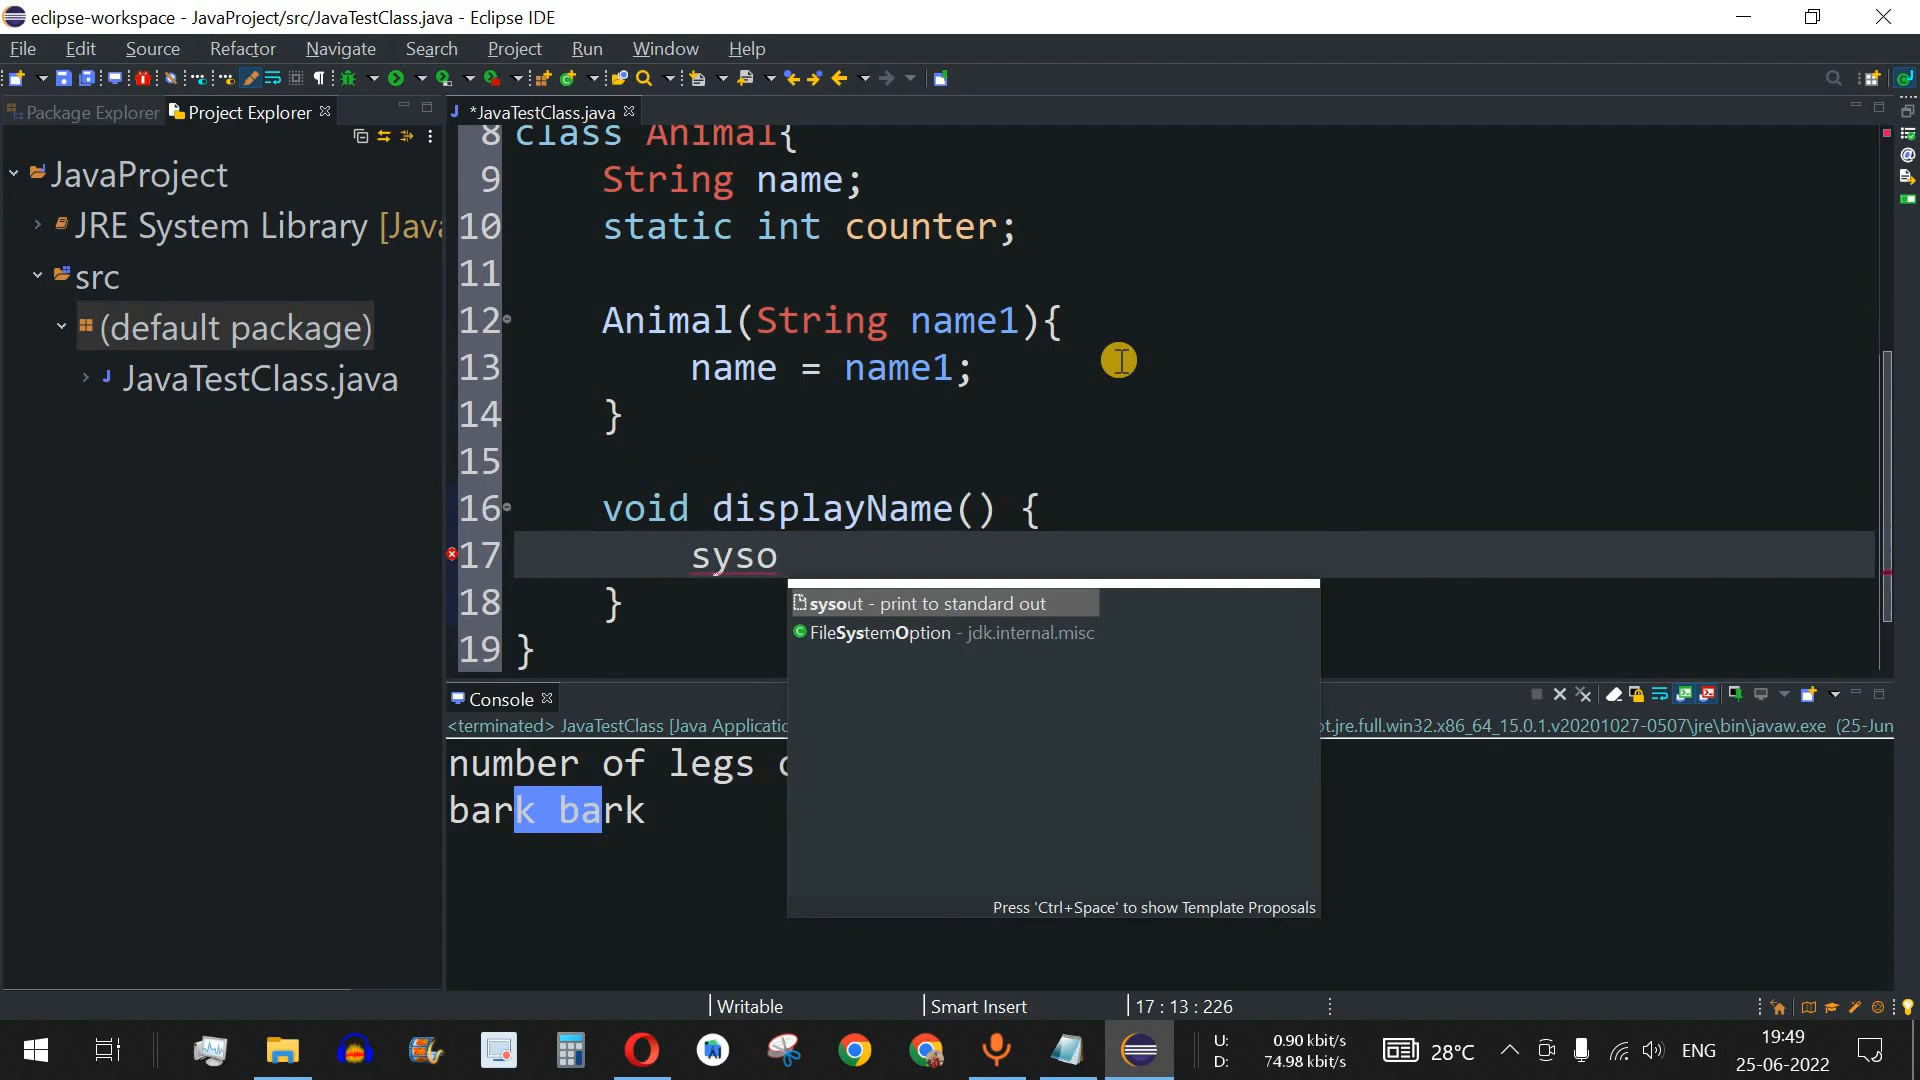 eclipse-workspace - JavaProject/src/JavaTestClass.java - Eclipse IDE
File Edit Source Refactor Navigate Search Project Run Window Help
Package Explorer Project Explorer *JavaTestClass.java
JavaProject
JRE System Library [Java
src
(default package)
JavaTestClass.java
8 class Animal{
9 String name;
10 static int counter;
11
12 Animal(String name1){
13 name = name1;
14 }
15
16 void displayName() {
17 syso
18 }
19 }
sysout - print to standard out
FileSystemOption - jdk.internal.misc
Press 'Ctrl+Space' to show Template Proposals
Console
<terminated> JavaTestClass [Java Applicatio pt.jre.full.win32.x86_64_15.0.1.v20201027-0507\jre\bin\javaw.exe (25-Jun
number of legs
bark bark
Writable Smart Insert 17 : 13 : 226
U: 0.90 kbit/s
D: 74.98 kbit/s
28°C
ENG
19:49
25-06-2022